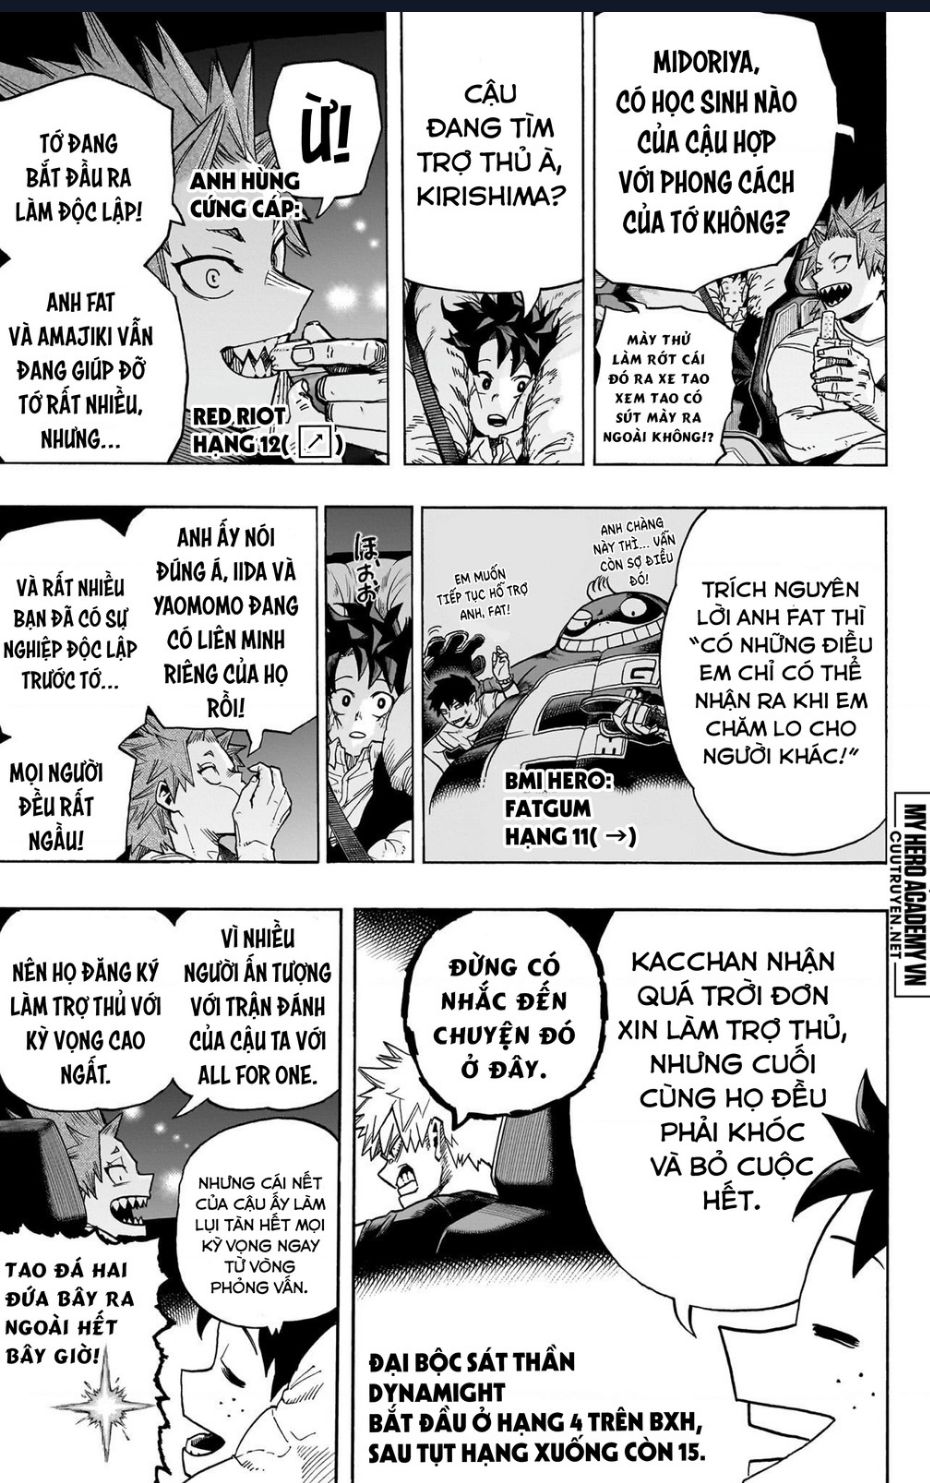 MIDORIYA,
CÓ HỌC SINH NÀO
CỦA CẬU HỢP
VỚI PHONG CÁCH
CỦA TỚ KHÔNG?
MÀY THỬ
LÀM RỚT CÁI
ĐÓ RA XE TAO
XEM TAO CÓ
SÚT MÀY RA
NGOÀI KHÔNG!?
CẬU
ĐANG TÌM
TRỢ THỦ À,
KIRISHIMA?
Ừ!
ANH HÙNG
CỨNG CÁP:
RED RIOT
HẠNG 12(↗)
TỚ ĐANG
BẮT ĐẦU RA
LÀM ĐỘC LẬP!
ANH FAT
VÀ AMAJIKI VẪN
ĐANG GIÚP ĐỠ
TỚ RẤT NHIỀU,
NHƯNG...
TRÍCH NGUYÊN
LỜI ANH FAT THÌ
“CÓ NHỮNG ĐIỀU
EM CHỈ CÓ THỂ
NHẬN RA KHI EM
CHĂM LO CHO
NGƯỜI KHÁC!”
ANH CHÀNG
NÀY THÌ... VẪN
CÒN SỢ ĐIỀU
ĐÓ!
EM MUỐN
TIẾP TỤC HỖ TRỢ
ANH, FAT!
BMI HERO:
FATGUM
HẠNG 11(→)
ほおお
ANH ẤY NÓI
ĐÚNG Á, IIDA VÀ
YAOMOMO ĐANG
CÓ LIÊN MINH
RIÊNG CỦA HỌ
RỒI!
VÀ RẤT NHIỀU
BẠN ĐÃ CÓ SỰ
NGHIỆP ĐỘC LẬP
TRƯỚC TỚ...
MỌI NGƯỜI
ĐỀU RẤT
NGẦU!
KACCHAN NHẬN
QUÁ TRỜI ĐƠN
XIN LÀM TRỢ THỦ,
NHƯNG CUỐI
CÙNG HỌ ĐỀU
PHẢI KHÓC
VÀ BỎ CUỘC
HẾT.
ĐỪNG CÓ
NHẮC ĐẾN
CHUYỆN ĐÓ
Ở ĐÂY.
ĐẠI BỘC SÁT THẦN
DYNAMIGHT
BẮT ĐẦU Ở HẠNG 4 TRÊN BXH,
SAU TỤT HẠNG XUỐNG CÒN 15.
VÌ NHIỀU
NGƯỜI ẤN TƯỢNG
VỚI TRẬN ĐÁNH
CỦA CẬU TA VỚI
ALL FOR ONE.
NÊN HỌ ĐĂNG KÝ
LÀM TRỢ THỦ VỚI
KỲ VỌNG CAO
NGẤT.
NHƯNG CÁI NẾT
CỦA CẬU ẤY LÀM
LỤI TÀN HẾT MỌI
KỲ VỌNG NGAY
TỪ VÒNG
PHỎNG VẤN.
TAO ĐÁ HAI
ĐỨA BÂY RA
NGOÀI HẾT
BÂY GIỜ!
MY HERO ACADEMY VN
CUUTRUYEN.NET